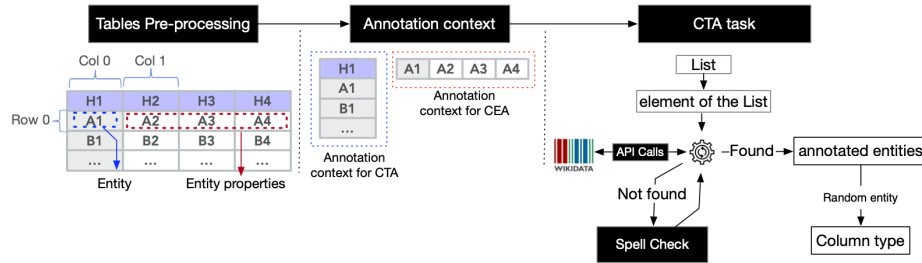 Tables Pre-processing
Annotation context
CTA task
Col 0 Col 1
H1 H2 H3 H4
Row 0 A1 A2 A3 A4
B1 B2 B3 B4
... ... ... ...
Entity Entity properties
H1
A1
B1
...
Annotation
context for CTA
A1 A2 A3 A4
Annotation
context for CEA
List
element of the List
WIKIDATA
API Calls
Found
annotated entities
Not found
Spell Check
Random entity
Column type